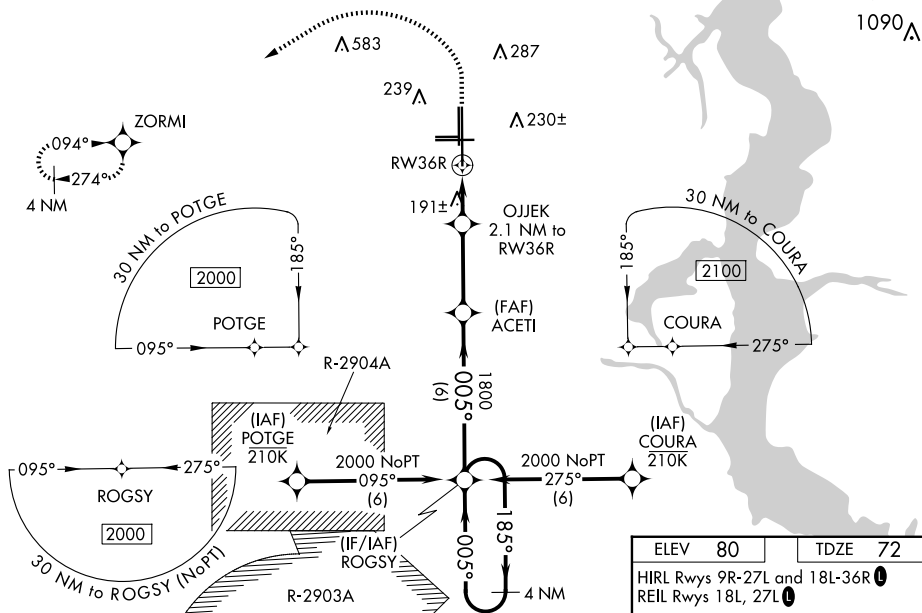 1090
583
287
239
230±
ZORMI
094°
274°
4 NM
RW36R
191±
OJJEK
2.1 NM to
RW36R
30 NM to POTGE
185°
2000
POTGE
095°
(FAF)
ACETI
30 NM to COURA
185°
2100
COURA
275°
R-2904A
005°
(6)
1800
(IAF)
POTGE
210K
2000 NoPT
095°
(6)
(IAF)
COURA
210K
2000 NoPT
275°
(6)
095°
275°
ROGSY
2000
30 NM to ROGSY (NoPT)
(IF/IAF)
ROGSY
005°
185°
4 NM
R-2903A
ELEV 80
TDZE 72
HIRL Rwys 9R-27L and 18L-36R L
REIL Rwys 18L, 27L L